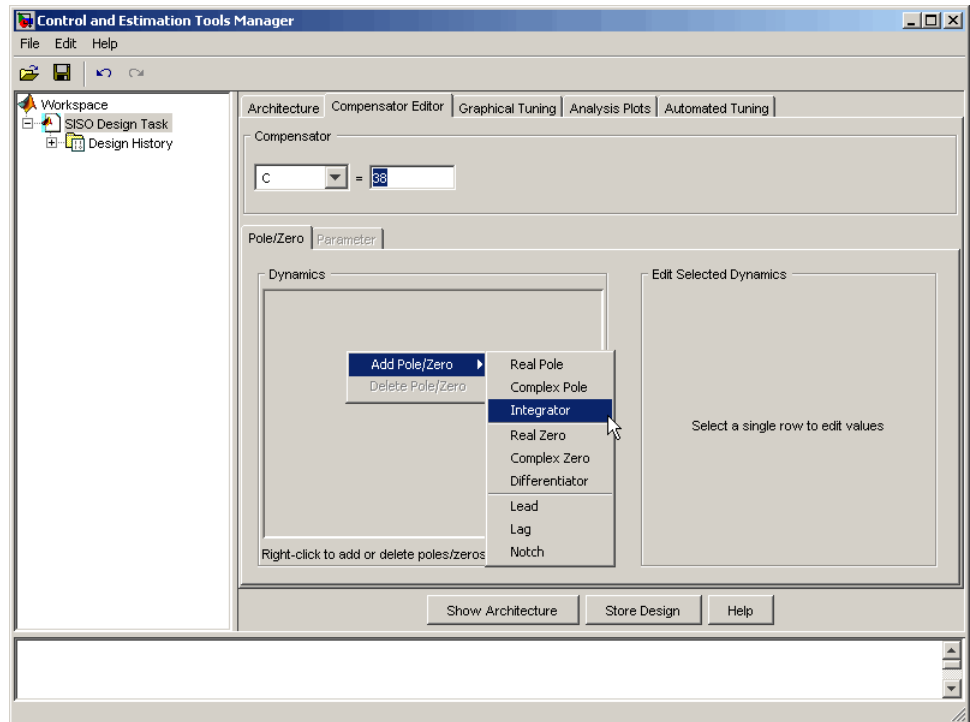 Control and Estimation Tools Manager
File Edit Help
Workspace
SISO Design Task
Design History
Architecture Compensator Editor Graphical Tuning Analysis Plots Automated Tuning
Compensator
C = 38
Pole/Zero Parameter
Dynamics
Edit Selected Dynamics
Add Pole/Zero
Delete Pole/Zero
Real Pole
Complex Pole
Integrator
Real Zero
Complex Zero
Differentiator
Lead
Lag
Notch
Select a single row to edit values
Right-click to add or delete poles/zeros
Show Architecture Store Design Help